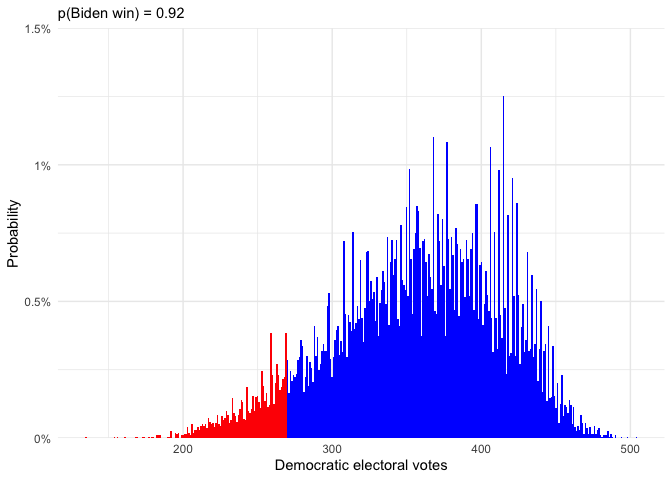 p(Biden win) = 0.92
1.5%
1%
0.5%
0%
Probability
200
300
400
500
Democratic electoral votes